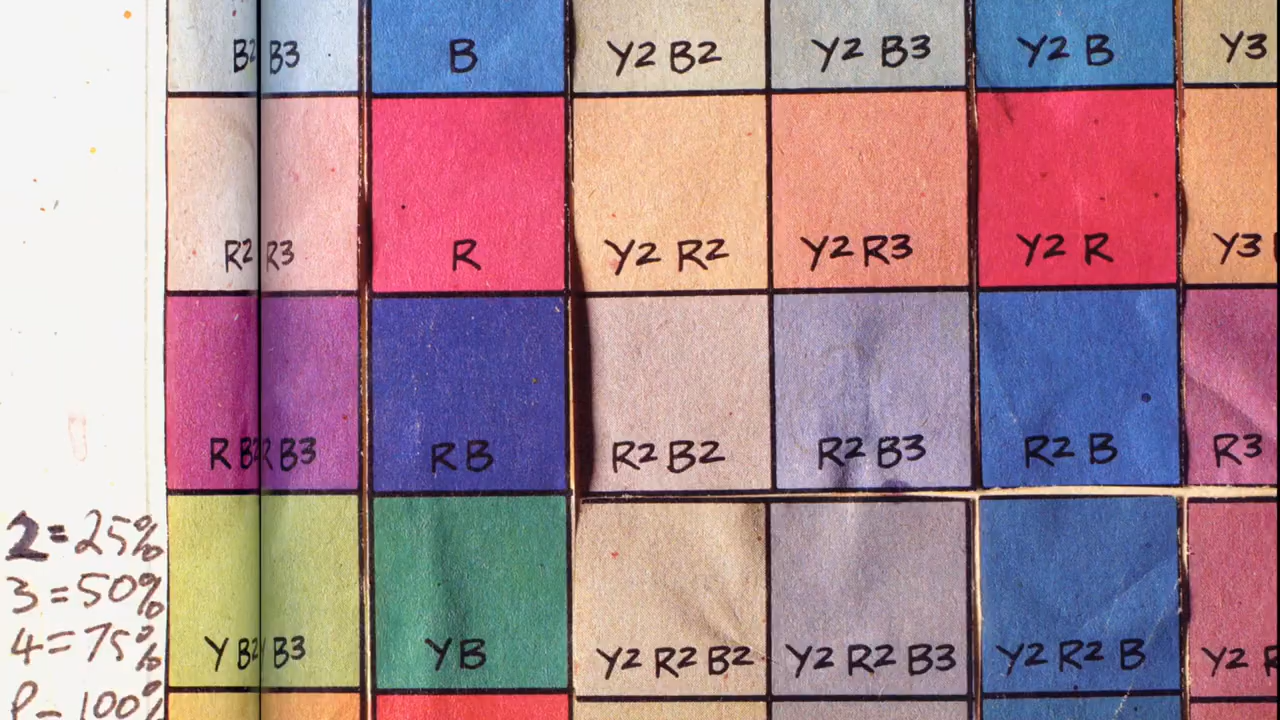 B2 B3 B Y2 B2 Y2 B3 Y2 B Y3
R2 R3 R Y2 R2 Y2 R3 Y2 R Y3
R B2 R B3 R B R2 B2 R2 B3 R2 B R3
2=25%
3=50%
4=75%
Y B2 Y B3 Y B Y2 R2 B2 Y2 R2 B3 Y2 R2 B Y2 R
P=100%